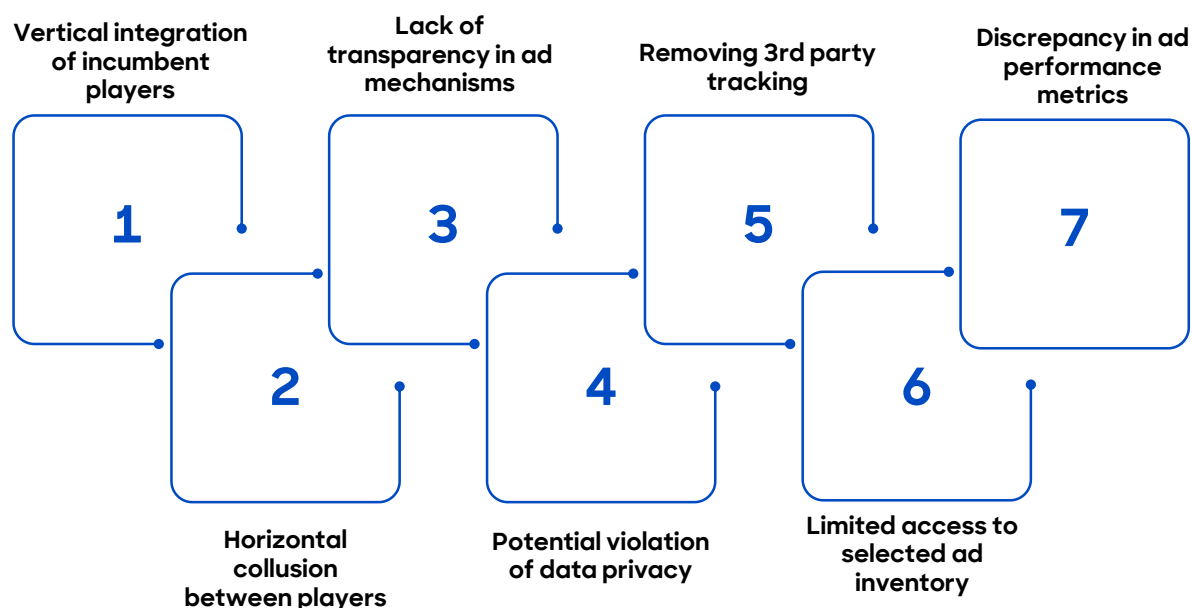 Vertical integration
of incumbent
players
1
Horizontal
collusion
between players
2
Lack of
transparency in ad
mechanisms
3
Potential violation
of data privacy
4
Removing 3rd party
tracking
5
Limited access to
selected ad
inventory
6
Discrepancy in ad
performance
metrics
7